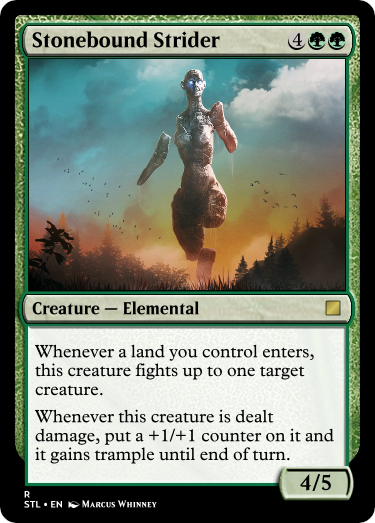 Stonebound Strider 4
Creature — Elemental
Whenever a land you control enters,
this creature fights up to one target
creature.
Whenever this creature is dealt
damage, put a +1/+1 counter on it and
it gains trample until end of turn.
4/5
R
STL • EN Marcus Whinney